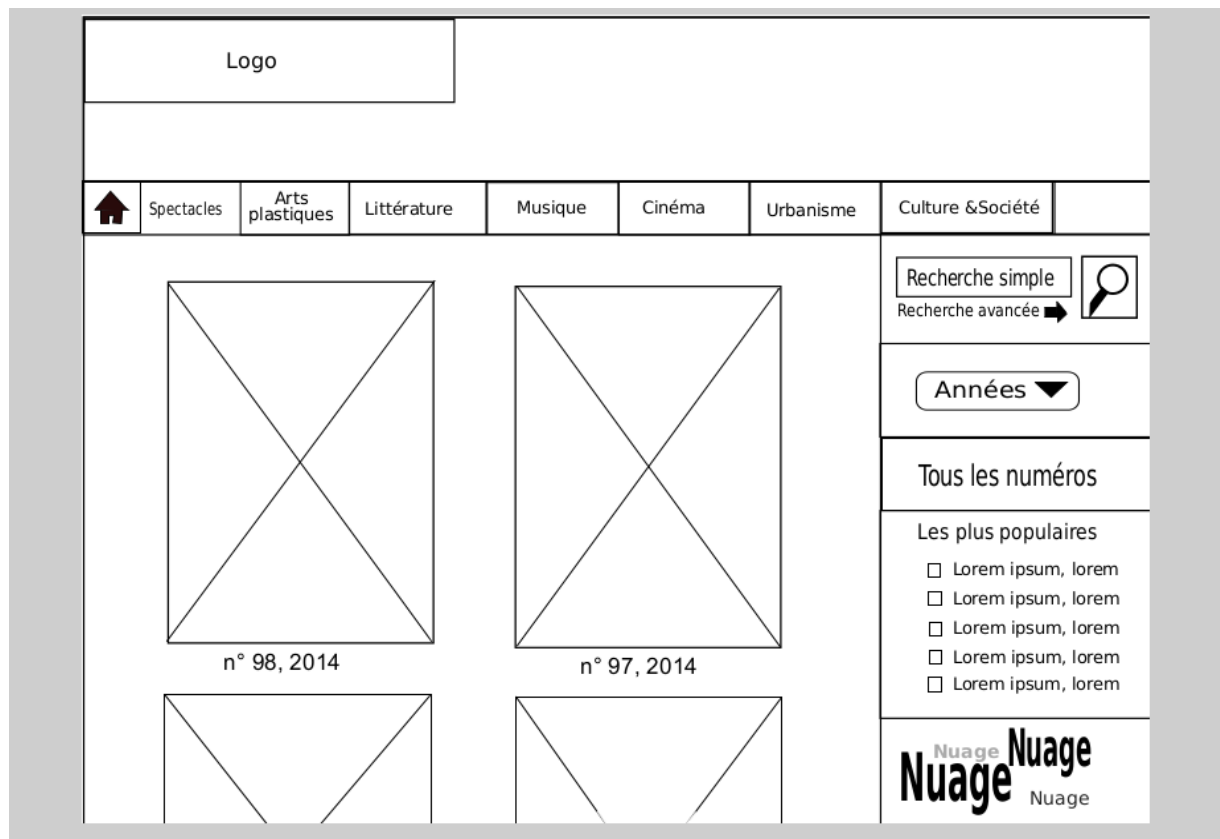 Logo
Spectacles
Arts
plastiques
Littérature
Musique
Cinéma
Urbanisme
Culture &Société
Recherche simple
Recherche avancée
Années
Tous les numéros
Les plus populaires
Lorem ipsum, lorem
Lorem ipsum, lorem
Lorem ipsum, lorem
Lorem ipsum, lorem
Lorem ipsum, lorem
n° 98, 2014
n° 97, 2014
Nuage
Nuage
Nuage
Nuage